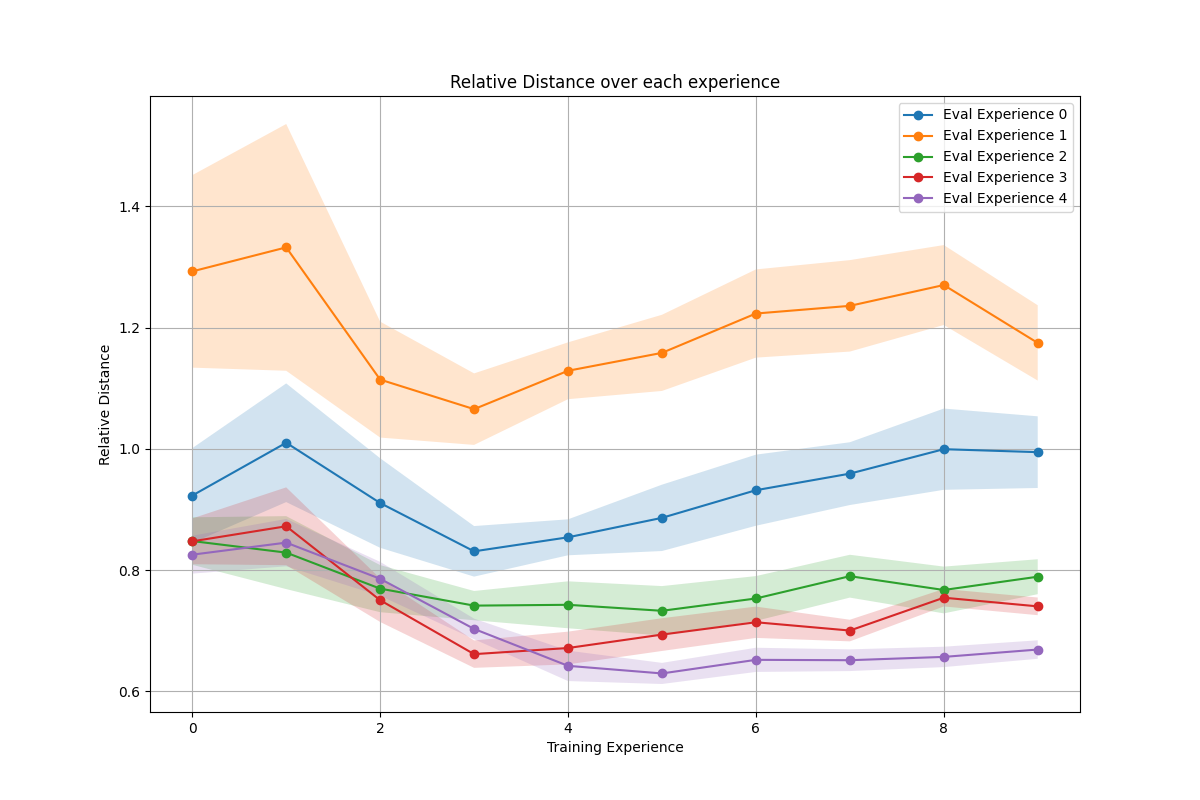 Relative Distance over each experience
Eval Experience 0
Eval Experience 1
Eval Experience 2
Eval Experience 3
Eval Experience 4
1.4
1.2
1.0
0.8
0.6
Relative Distance
0 2 4 6 8
Training Experience